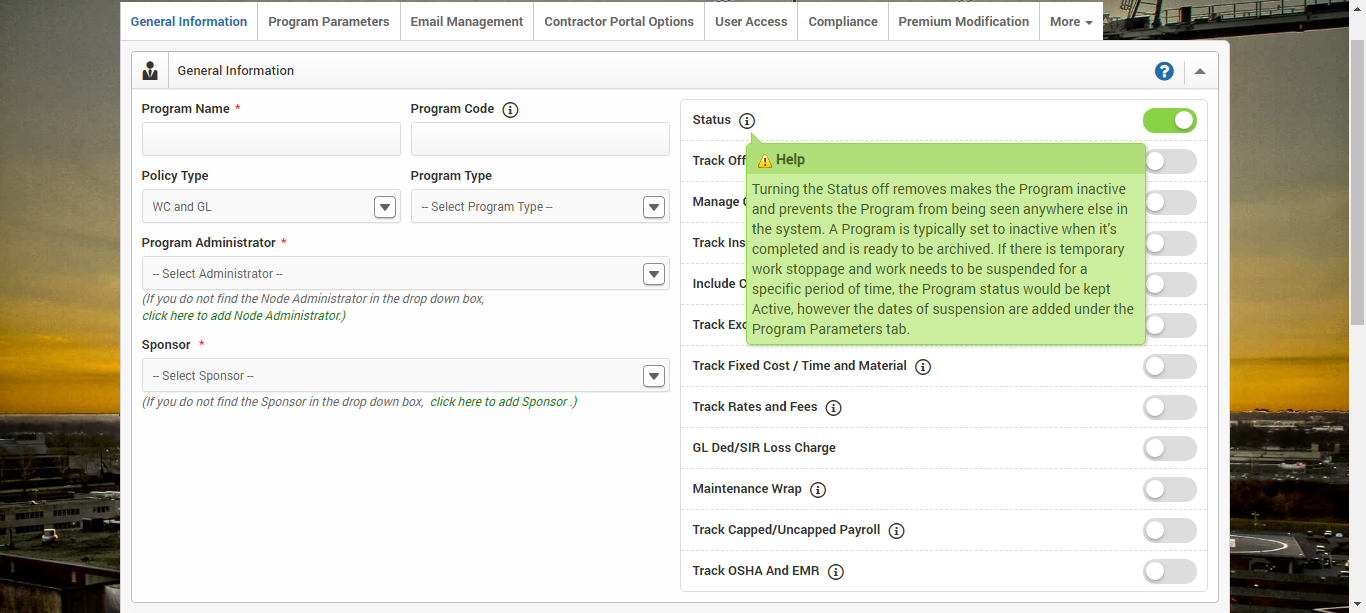 General Information
Program Parameters
Email Management
Contractor Portal Options
User Access
Compliance
Premium Modification
More
General Information
Program Name *
Program Code
Policy Type
WC and GL
Program Type
-- Select Program Type --
Program Administrator *
-- Select Administrator --
(If you do not find the Node Administrator in the drop down box,
click here to add Node Administrator.)
Sponsor *
-- Select Sponsor --
(If you do not find the Sponsor in the drop down box, click here to add Sponsor .)
Status
Track Off
Manage
Track Ins
Include C
Track Exc
Help
Turning the Status off removes makes the Program inactive
and prevents the Program from being seen anywhere else in
the system. A Program is typically set to inactive when it's
completed and is ready to be archived. If there is temporary
work stoppage and work needs to be suspended for a
specific period of time, the Program status would be kept
Active, however the dates of suspension are added under the
Program Parameters tab.
Track Fixed Cost / Time and Material
Track Rates and Fees
GL Ded/SIR Loss Charge
Maintenance Wrap
Track Capped/Uncapped Payroll
Track OSHA And EMR